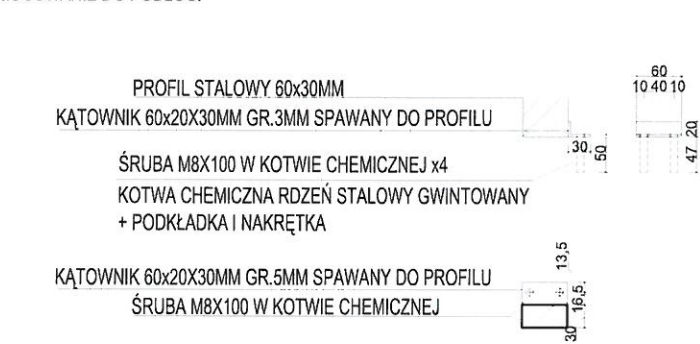 PROFIL STALOWY 60x30MM
KĄTOWNIK 60x20X30MM GR.3MM SPAWANY DO PROFILU
ŚRUBA M8X100 W KOTWIE CHEMICZNEJ x4
KOTWA CHEMICZNA RDZEŃ STALOWY GWINTOWANY
+ PODKŁADKA I NAKRĘTKA
30
50
60
10 40 10
20
47
KĄTOWNIK 60x20X30MM GR.5MM SPAWANY DO PROFILU
ŚRUBA M8X100 W KOTWIE CHEMICZNEJ
13,5
16,5
30